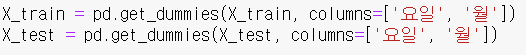 X_train = pd.get_dummies(X_train, columns=['요일', '월'])
X_test = pd.get_dummies(X_test, columns=['요일', '월'])